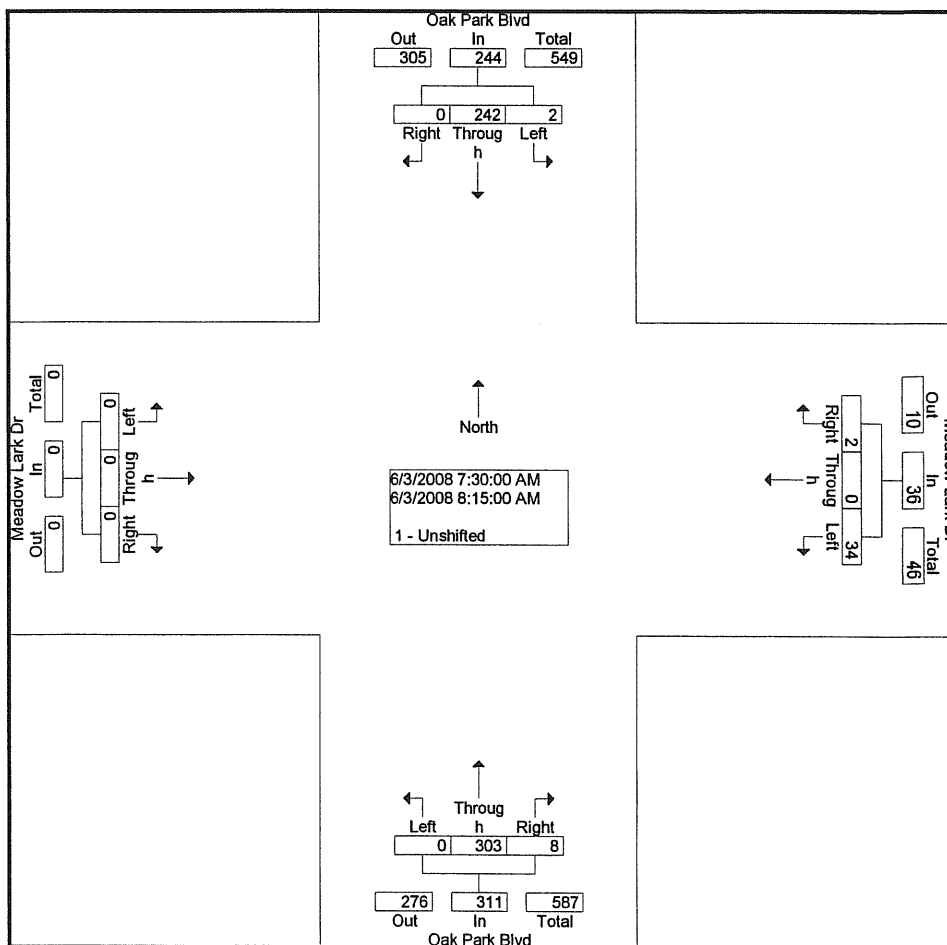 Oak Park Blvd
Out In Total
305 244 549
0 242 2
Right Throug
h Left
Meadow Lark Dr
Total In Out
0 0 0
Left Throug
h Right
0 0 0
North
6/3/2008 7:30:00 AM
6/3/2008 8:15:00 AM
1 - Unshifted
Out In Total
10 36 46
2 0 34
Right Throug
h Left
Left Throug
h Right
0 303 8
276 311 587
Out In Total
Oak Park Blvd